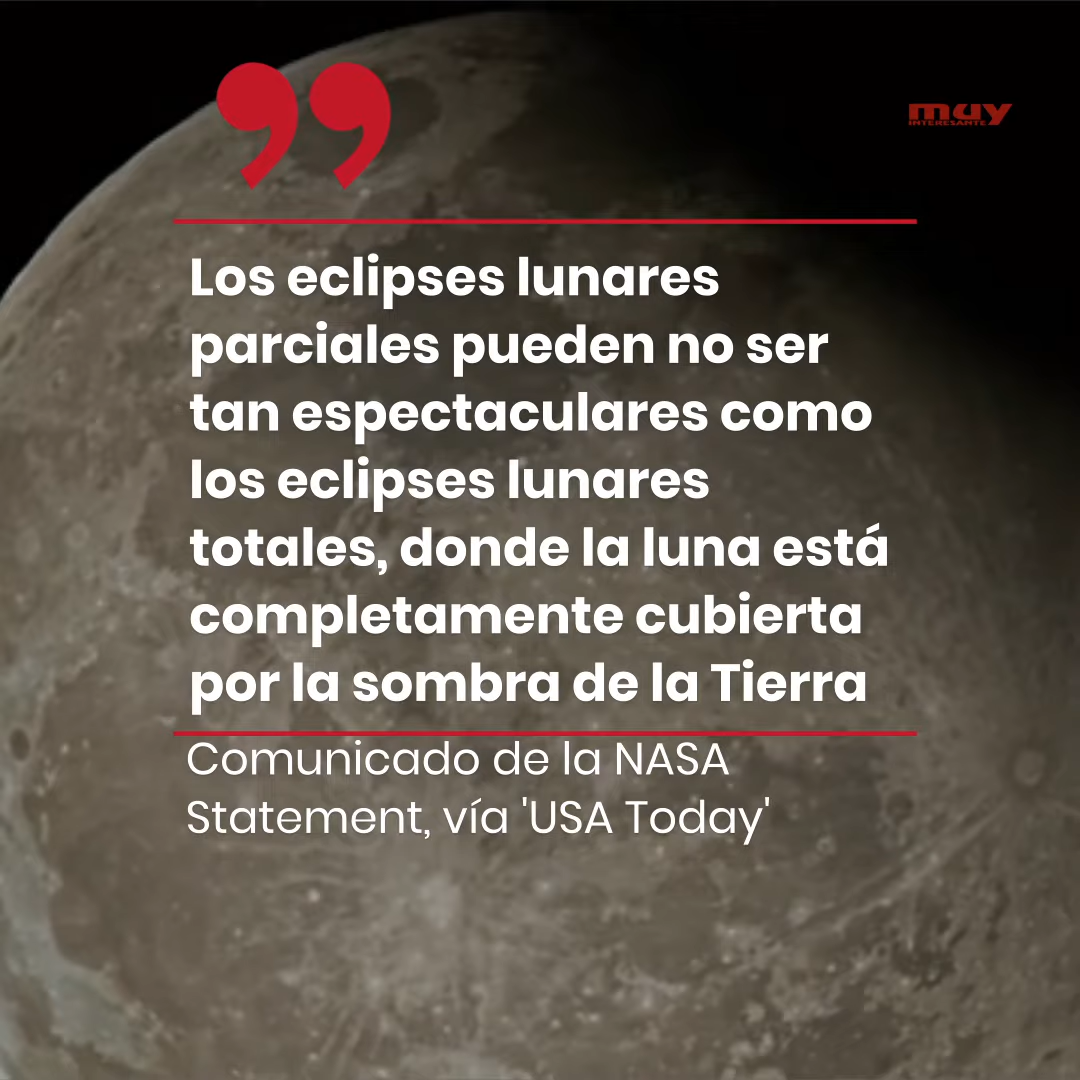 muy
INTERESANTE
Los eclipses lunares
parciales pueden no ser
tan espectaculares como
los eclipses lunares
totales, donde la luna está
completamente cubierta
por la sombra de la Tierra
Comunicado de la NASA
Statement, vía 'USA Today'